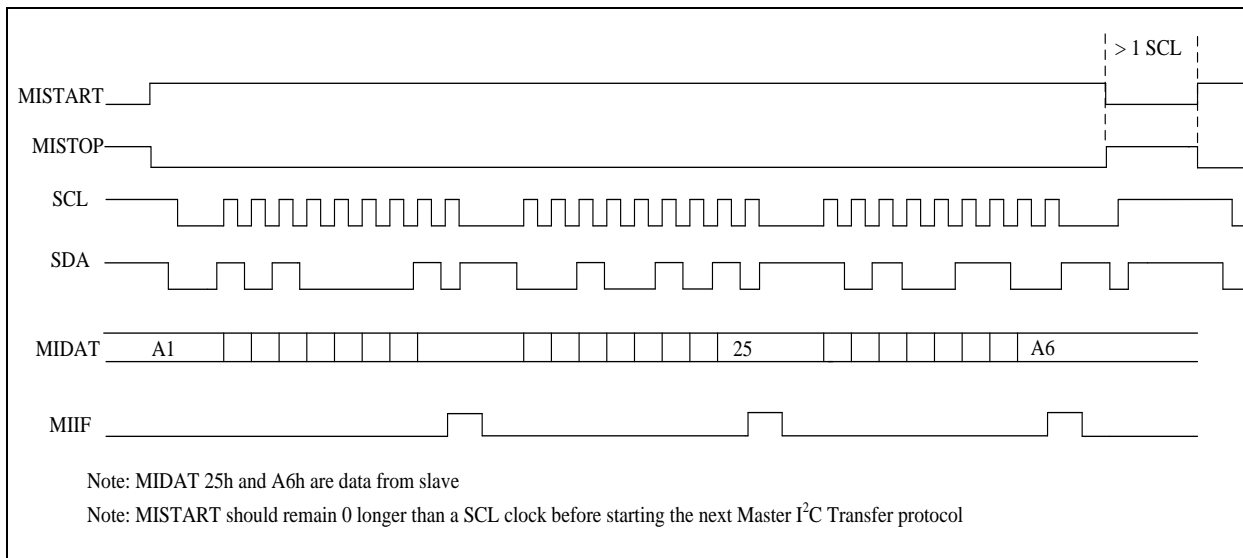 > 1 SCL
MISTART
MISTOP
SCL
SDA
MIDAT A1 25 A6
MIIF
Note: MIDAT 25h and A6h are data from slave
Note: MISTART should remain 0 longer than a SCL clock before starting the next Master I²C Transfer protocol